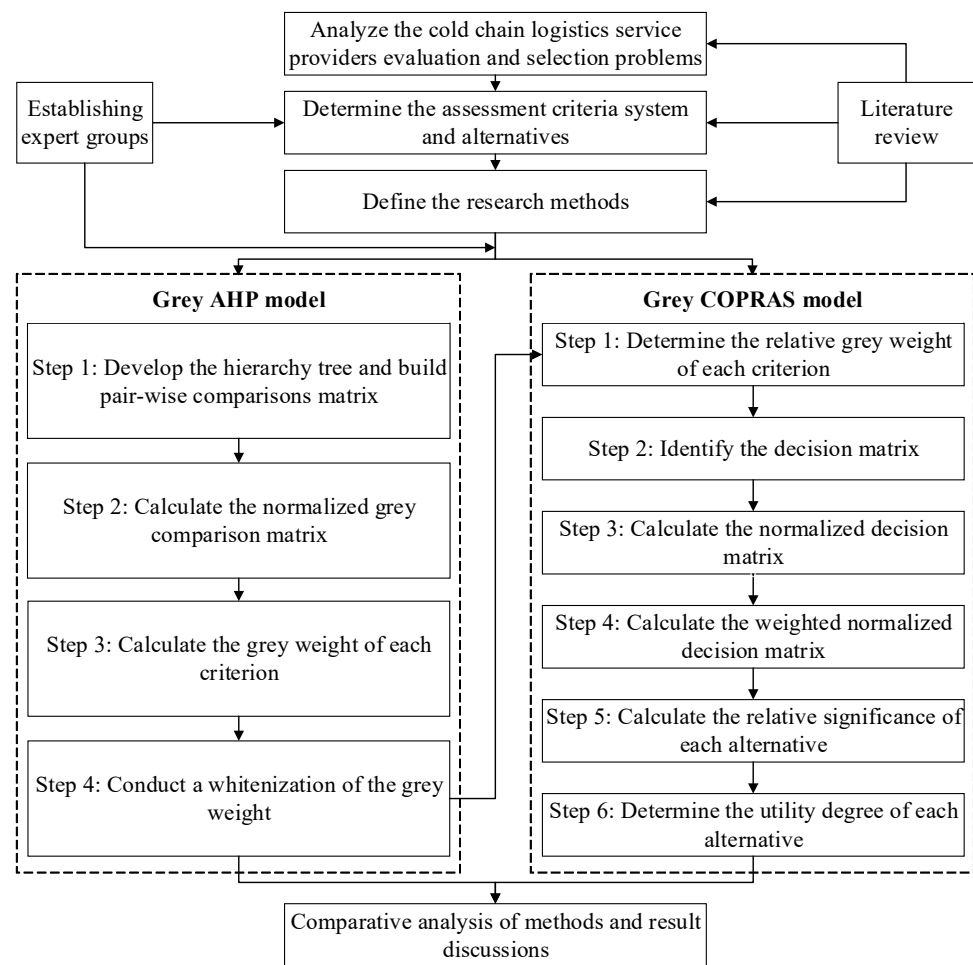 Analyze the cold chain logistics service
providers evaluation and selection problems
Establishing
expert groups
Determine the assessment criteria system
and alternatives
Literature
review
Define the research methods
Grey AHP model
Step 1: Develop the hierarchy tree and build
pair-wise comparisons matrix
Step 2: Calculate the normalized grey
comparison matrix
Step 3: Calculate the grey weight of each
criterion
Step 4: Conduct a whitenization of the grey
weight
Grey COPRAS model
Step 1: Determine the relative grey weight
of each criterion
Step 2: Identify the decision matrix
Step 3: Calculate the normalized decision
matrix
Step 4: Calculate the weighted normalized
decision matrix
Step 5: Calculate the relative significance of
each alternative
Step 6: Determine the utility degree of each
alternative
Comparative analysis of methods and result
discussions